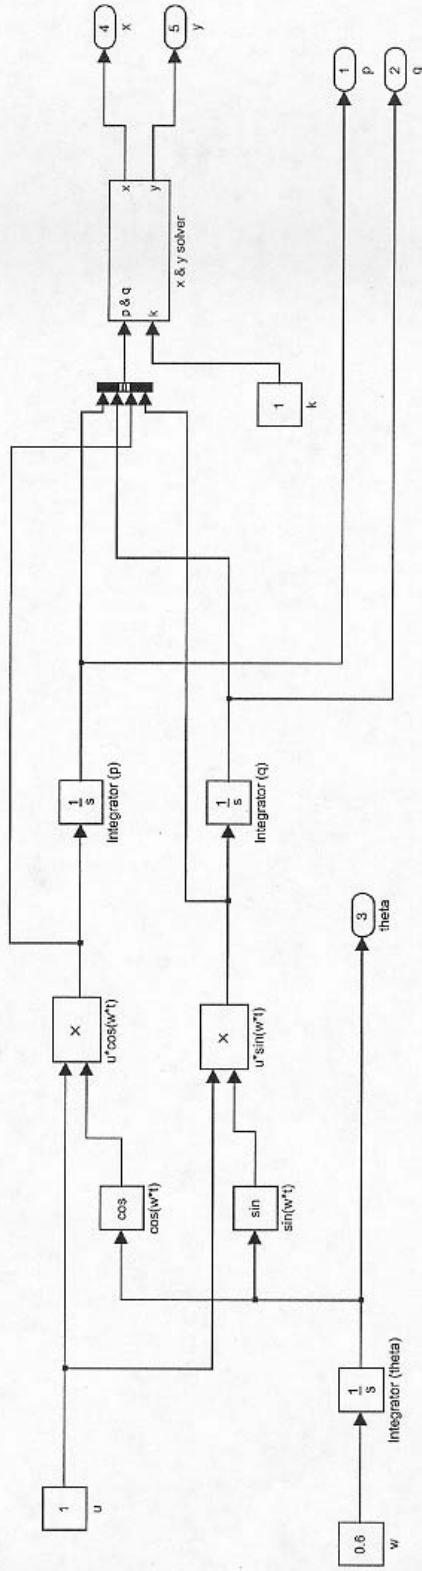 1
u
0.6
w
1
s
Integrator (theta)
cos
cos(w*t)
sin
sin(w*t)
×
u*cos(w*t)
×
u*sin(w*t)
3
theta
1
s
Integrator (p)
1
s
Integrator (q)
1
k
p & q
k
x
y
x & y solver
4
x
5
y
1
p
2
q